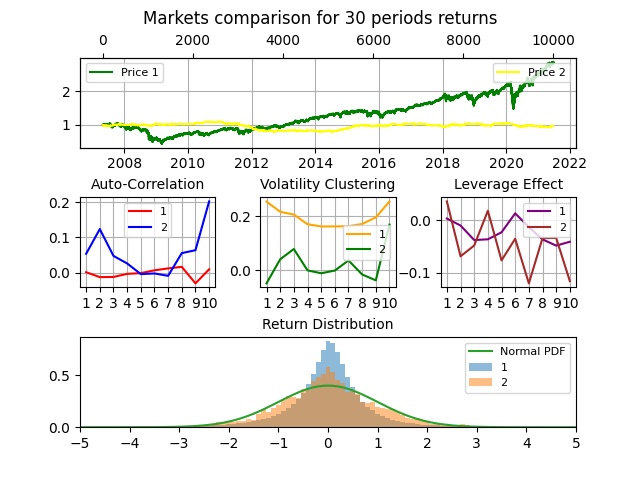 Markets comparison for 30 periods returns
0 2000 4000 6000 8000 10000
Price 1
Price 2
2
1
2008 2010 2012 2014 2015 2017 2018 2020 2022
Auto-Correlation
Volatility Clustering
Leverage Effect
0.2
0.1
0.0
1
2
1 2 3 4 5 6 7 8 9 10
0.2
0.0
1
2
1 2 3 4 5 6 7 8 9 10
0.0
−0.1
1
2
1 2 3 4 5 6 7 8 9 10
Return Distribution
0.5
0.0
Normal PDF
1
2
−5 −4 −3 −2 −1 0 1 2 3 4 5